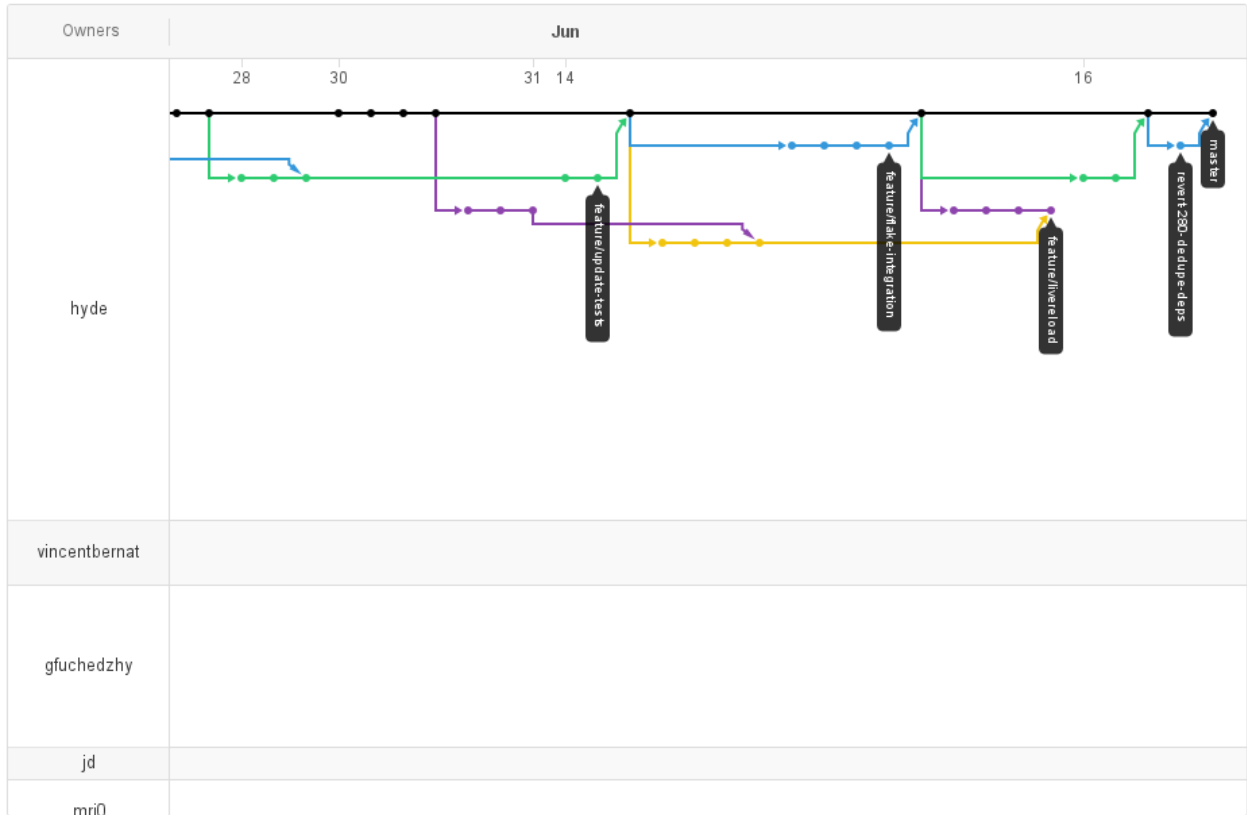 Owners
Jun
28 30 31 14 16
master
feature/update-tests
feature/flake-integration
feature/livereload
revert-280-dedupe-deps
hyde
vincentbernat
gfuchedzhy
jd